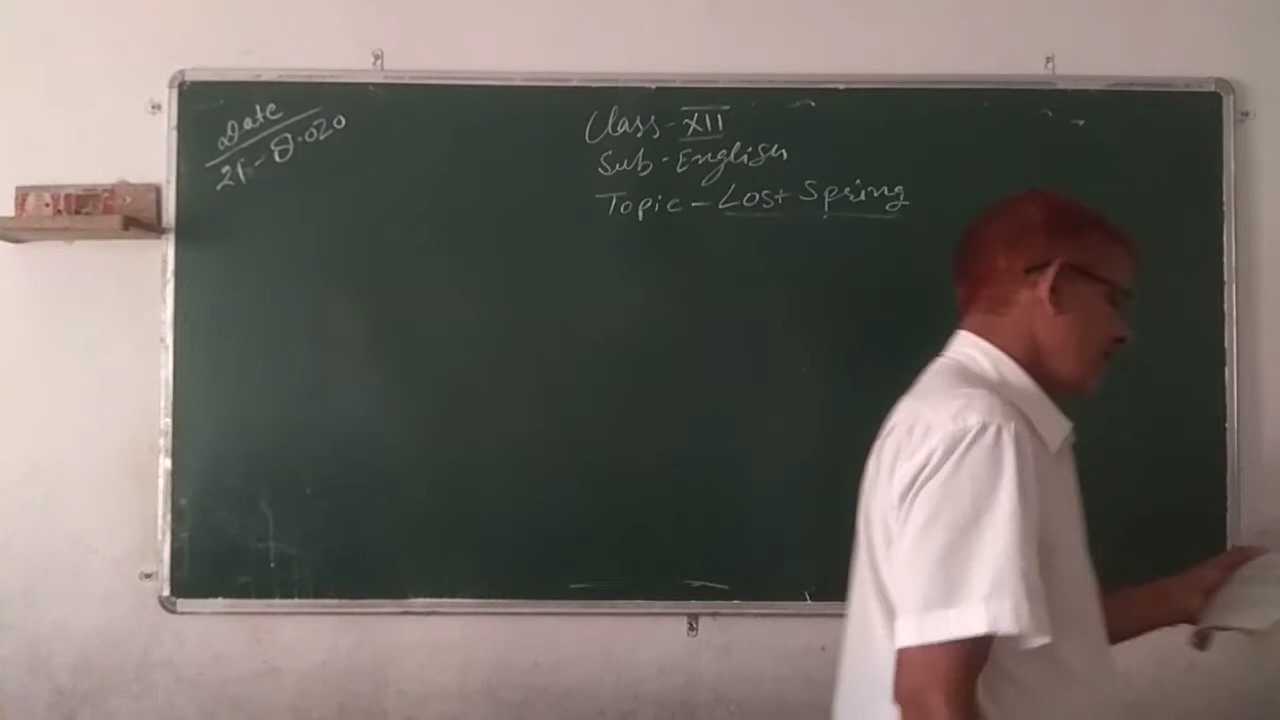 Date
21-8.020
Class-XII
Sub-English
Topic-Lost Spring